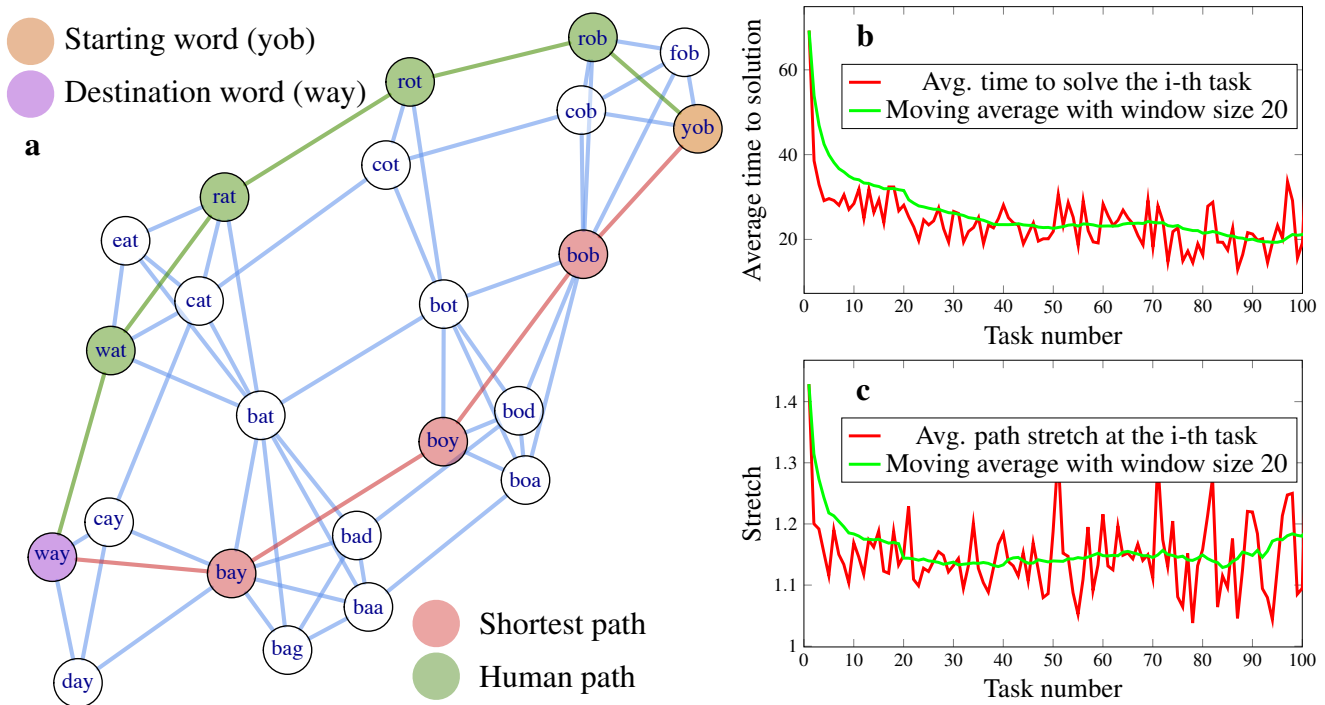 Starting word (yob)
Destination word (way)
a
rob
fob
rot
cob
yob
cot
rat
eat
bob
cat
bot
wat
bat
bod
boy
boa
cay
bad
way
bay
baa
bag
day
Shortest path
Human path
b
Avg. time to solve the i-th task
Moving average with window size 20
Average time to solution
60
40
20
0 10 20 30 40 50 60 70 80 90 100
Task number
c
Avg. path stretch at the i-th task
Moving average with window size 20
Stretch
1.4
1.3
1.2
1.1
1
0 10 20 30 40 50 60 70 80 90 100
Task number